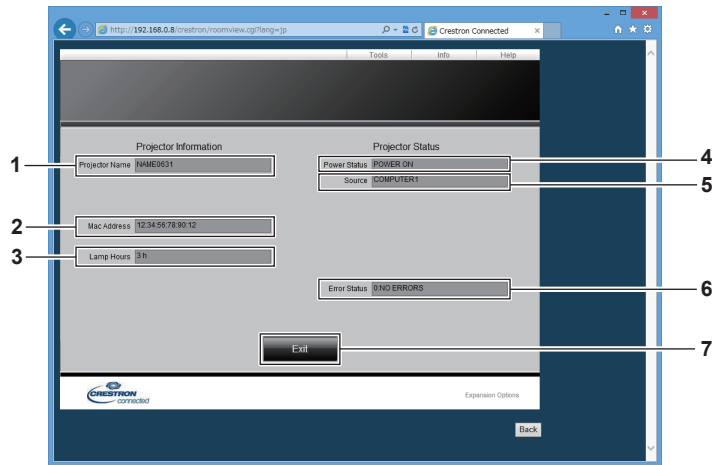 http://192.168.0.8/crestron/roomview.cgi?lang=jp
Crestron Connected
Tools Info Help
Projector Information Projector Status
1 Projector Name NAME0631 Power Status POWER ON 4
Source COMPUTER1 5
2 Mac Address 12:34:56:78:90:12
3 Lamp Hours 3 h
Error Status 0:NO ERRORS 6
Exit 7
CRESTRON
connected
Expansion Options
Back